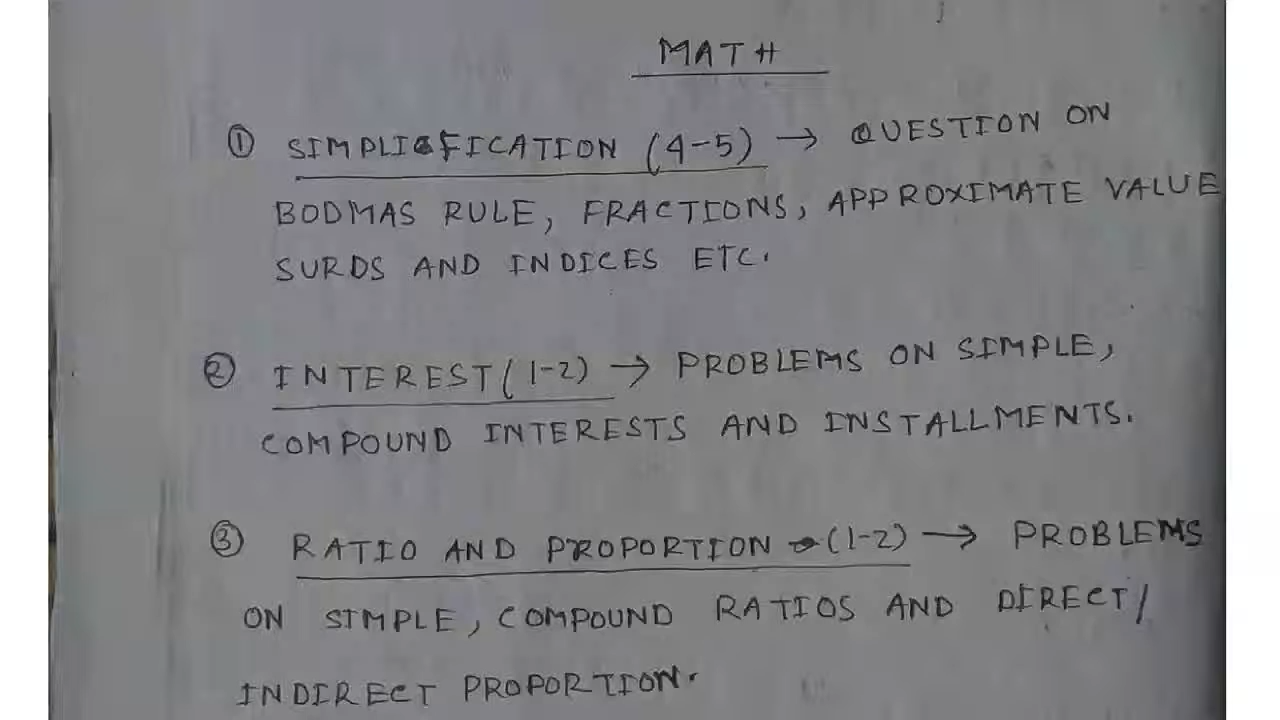 MATH
① SIMPLIFICATION (4-5) → QUESTION ON
BODMAS RULE, FRACTIONS, APPROXIMATE VALUE
SURDS AND INDICES ETC.
② INTEREST (1-2) → PROBLEMS ON SIMPLE,
COMPOUND INTERESTS AND INSTALLMENTS.
③ RATIO AND PROPORTION (1-2) → PROBLEMS
ON SIMPLE, COMPOUND RATIOS AND DIRECT/
INDIRECT PROPORTION.